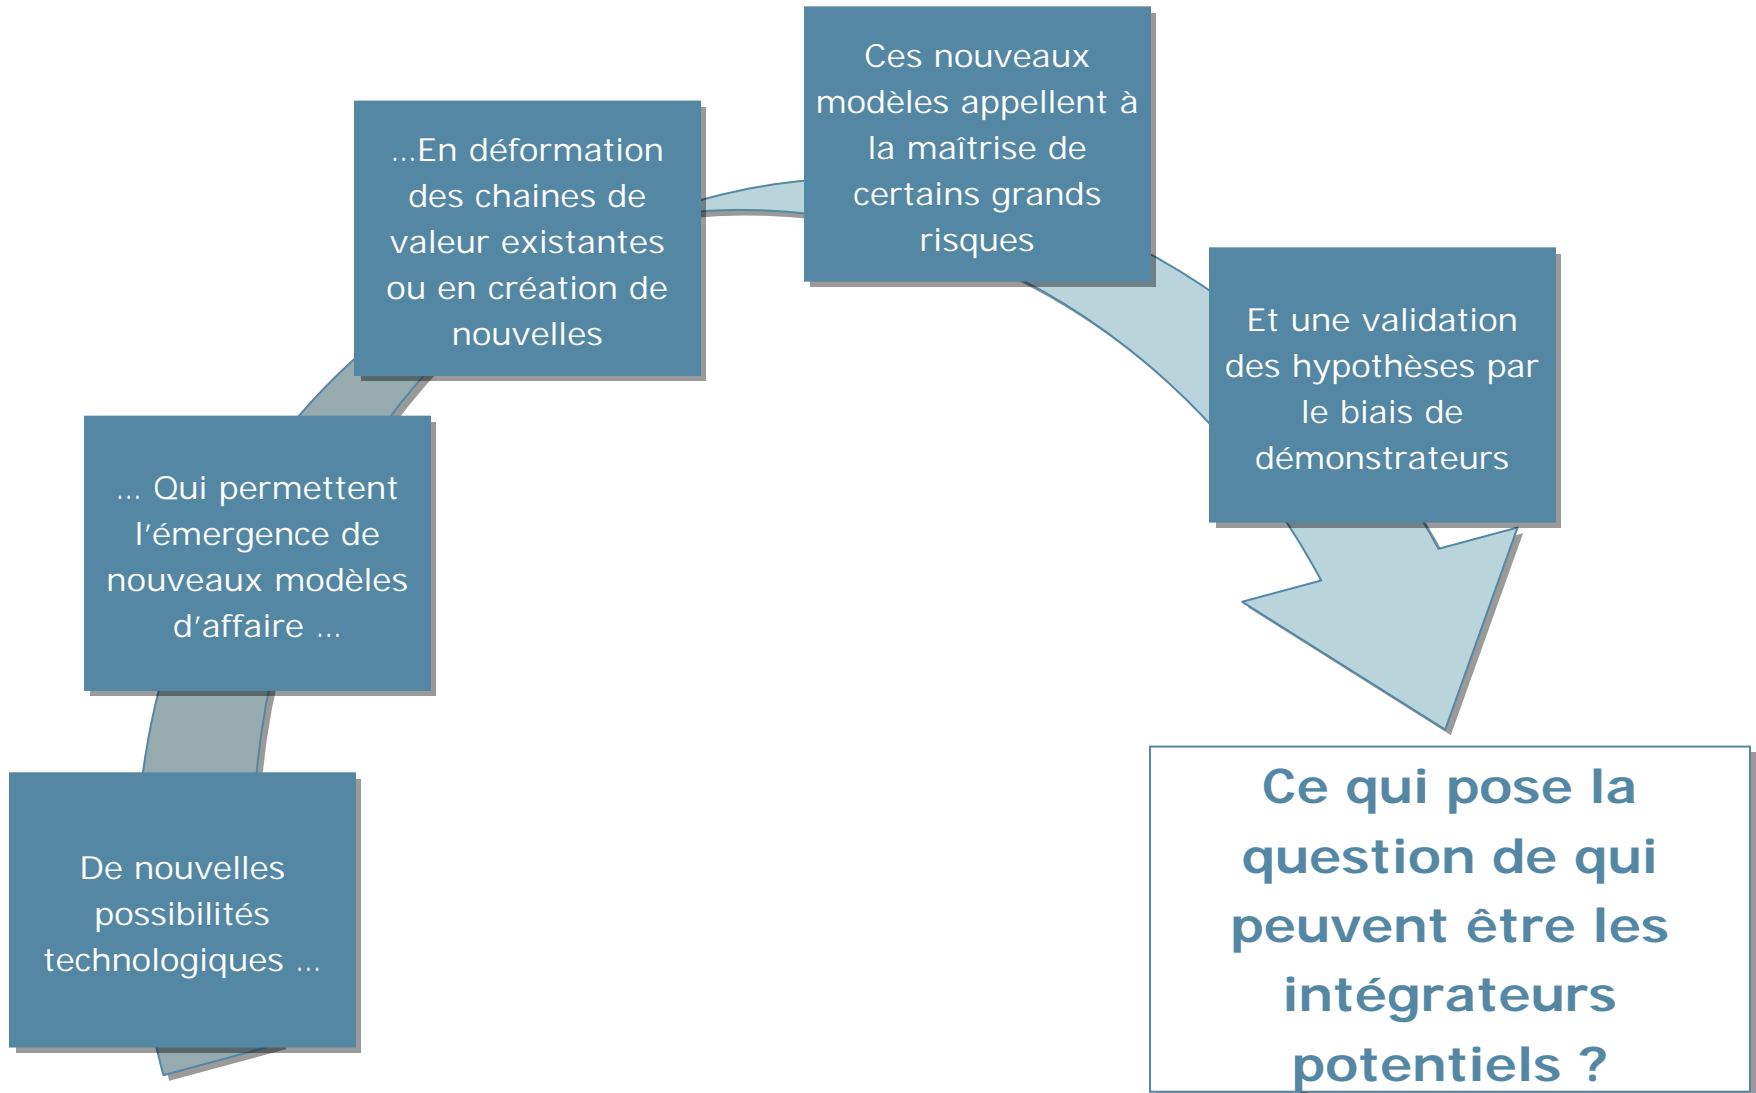 De nouvelles
possibilités
technologiques ...
... Qui permettent
l’émergence de
nouveaux modèles
d’affaire ...
...En déformation
des chaines de
valeur existantes
ou en création de
nouvelles
Ces nouveaux
modèles appellent à
la maîtrise de
certains grands
risques
Et une validation
des hypothèses par
le biais de
démonstrateurs
Ce qui pose la
question de qui
peuvent être les
intégrateurs
potentiels ?